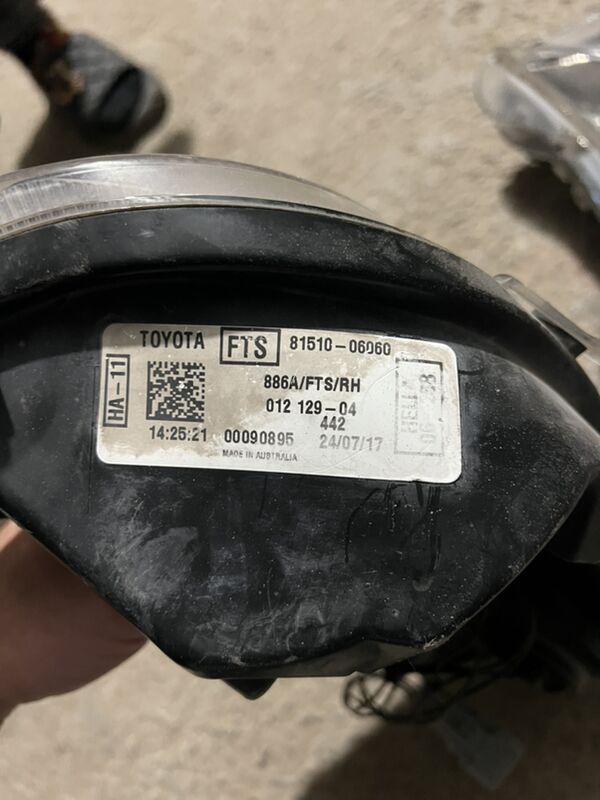 TOYOTA FTS 81510-06060
HA-11
886A/FTS/RH
012 129-04
442
14:25:21 00090895 24/07/17
MADE IN AUSTRALIA